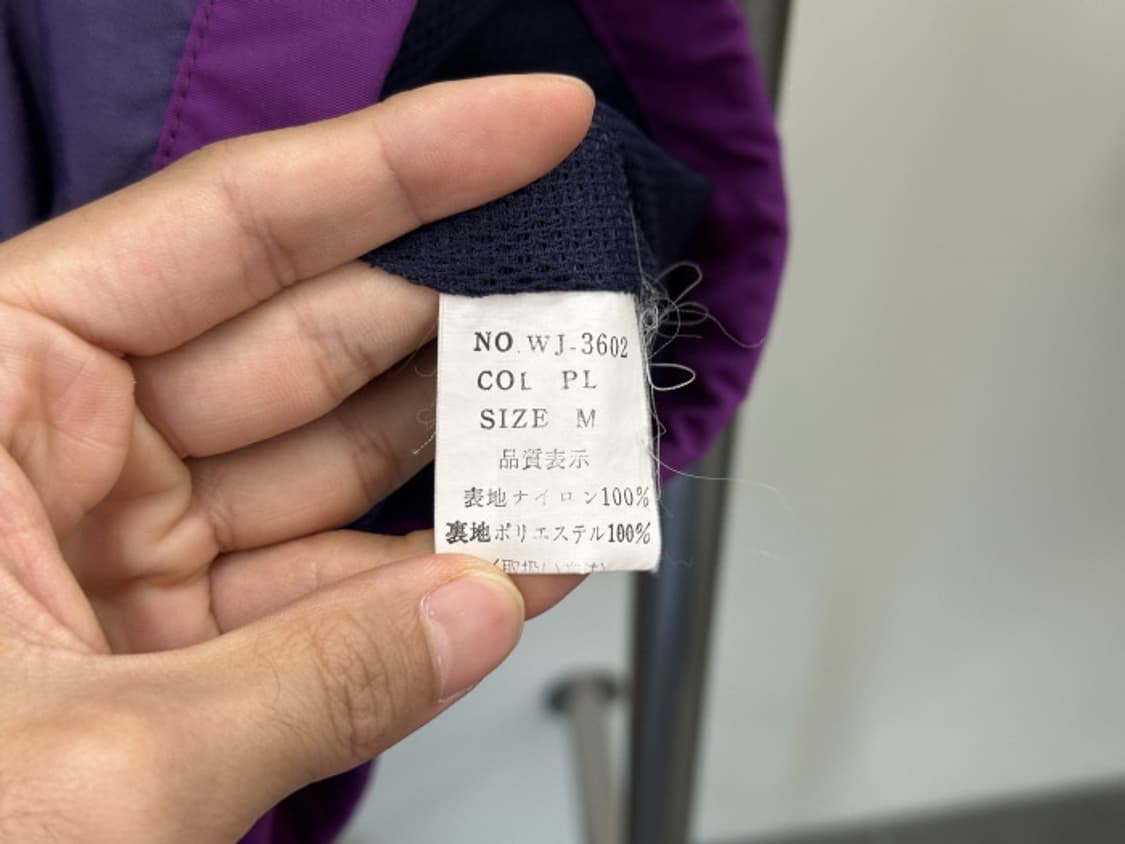 NO. WJ-3602
COL PL
SIZE M
品質表示
表地ナイロン100%
裏地ポリエステル100%